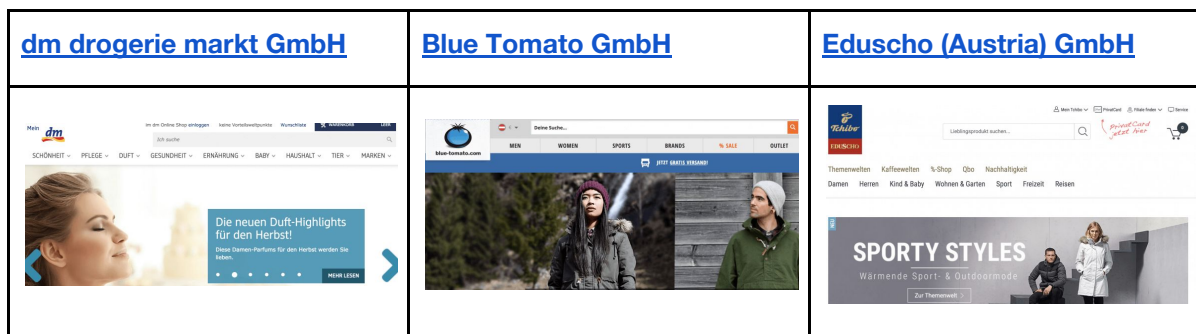 dm drogerie markt GmbH
Blue Tomato GmbH
Eduscho (Austria) GmbH
Mein dm
im dm Online Shop einloggen keine Vorteilsweltpunkte Wunschliste WARENKORB LEER
Ich suche
SCHÖNHEIT PFLEGE DUFT GESUNDHEIT ERNÄHRUNG BABY HAUSHALT TIER MARKEN
Die neuen Duft-Highlights
für den Herbst!
Diese Damen-Parfums für den Herbst werden Sie
lieben.
MEHR LESEN
blue-tomato.com
Deine Suche...
MEN WOMEN SPORTS BRANDS % SALE OUTLET
JETZT GRATIS VERSAND!
Tchibo
EDUSCHO
Mein Tchibo PrivatCard Filiale finden Service
Lieblingsprodukt suchen...
PrivatCard
jetzt hier
0
Themenwelten Kaffeewelten %-Shop Qbo Nachhaltigkeit
Damen Herren Kind & Baby Wohnen & Garten Sport Freizeit Reisen
SPORTY STYLES
Wärmende Sport- & Outdoormode
Zur Themenwelt